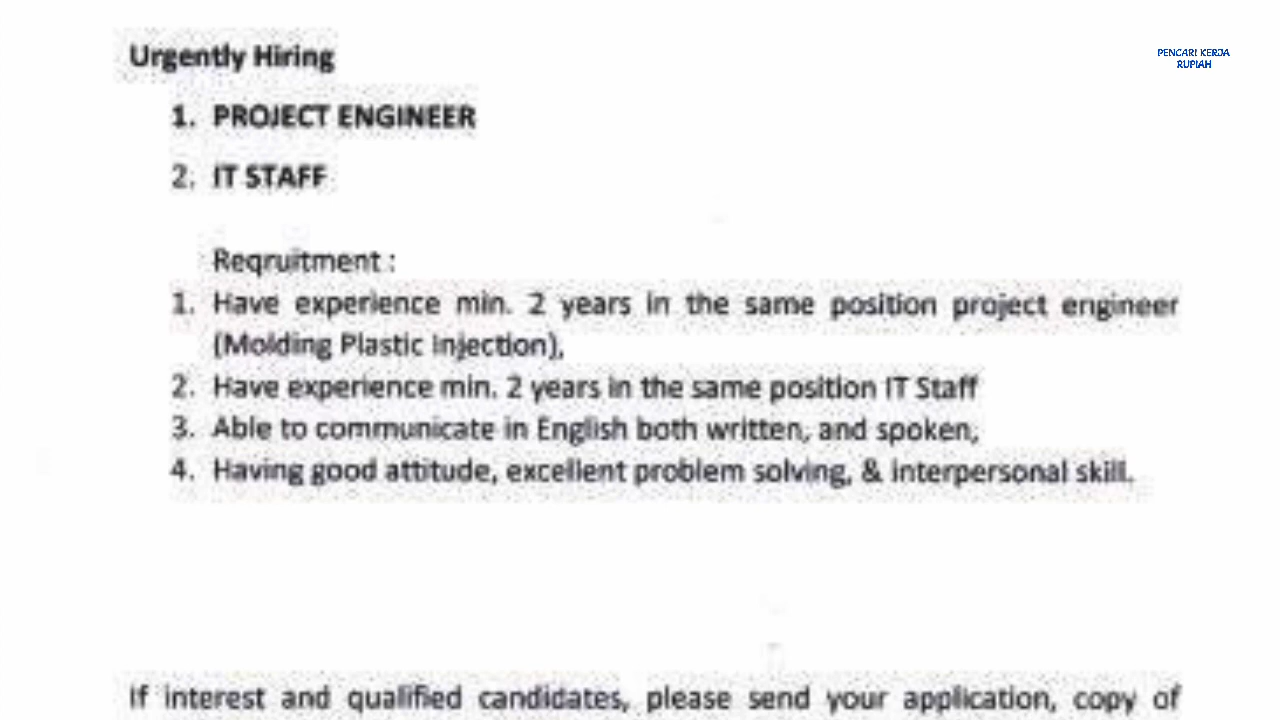 Urgently Hiring
PENCARI KERJA
RUPIAH
1. PROJECT ENGINEER
2. IT STAFF
Reqruitment :
1. Have experience min. 2 years in the same position project engineer
(Molding Plastic Injection),
2. Have experience min. 2 years in the same position IT Staff
3. Able to communicate in English both written, and spoken,
4. Having good attitude, excellent problem solving, & interpersonal skill.
If interest and qualified candidates, please send your application, copy of